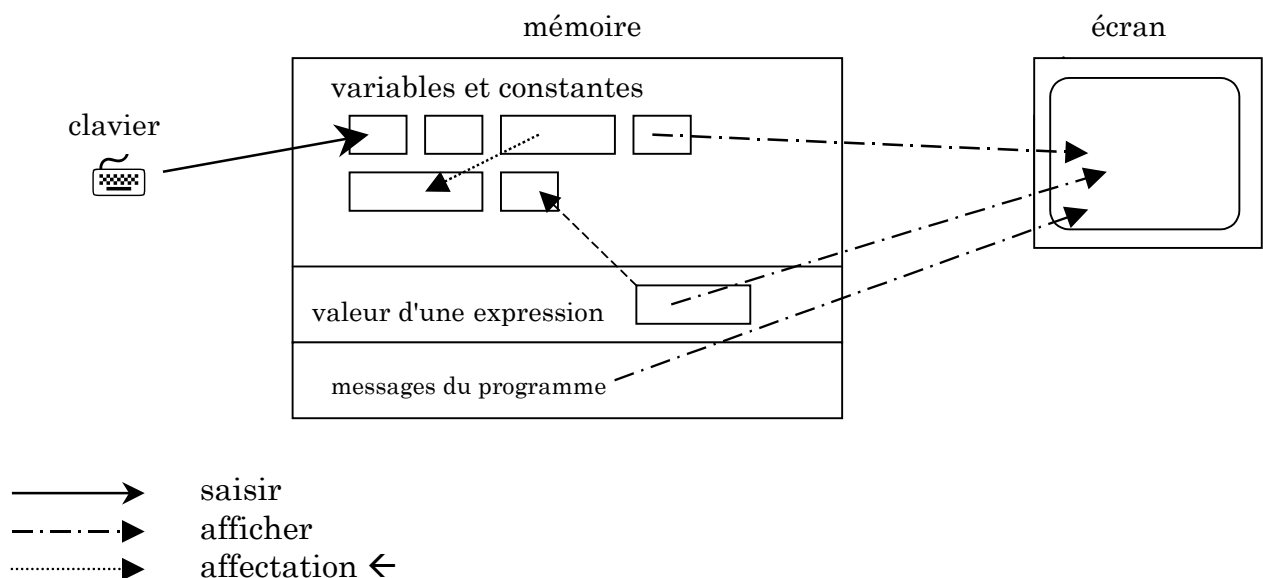 mémoire
écran
variables et constantes
clavier
valeur d'une expression
messages du programme
saisir
afficher
affectation ←